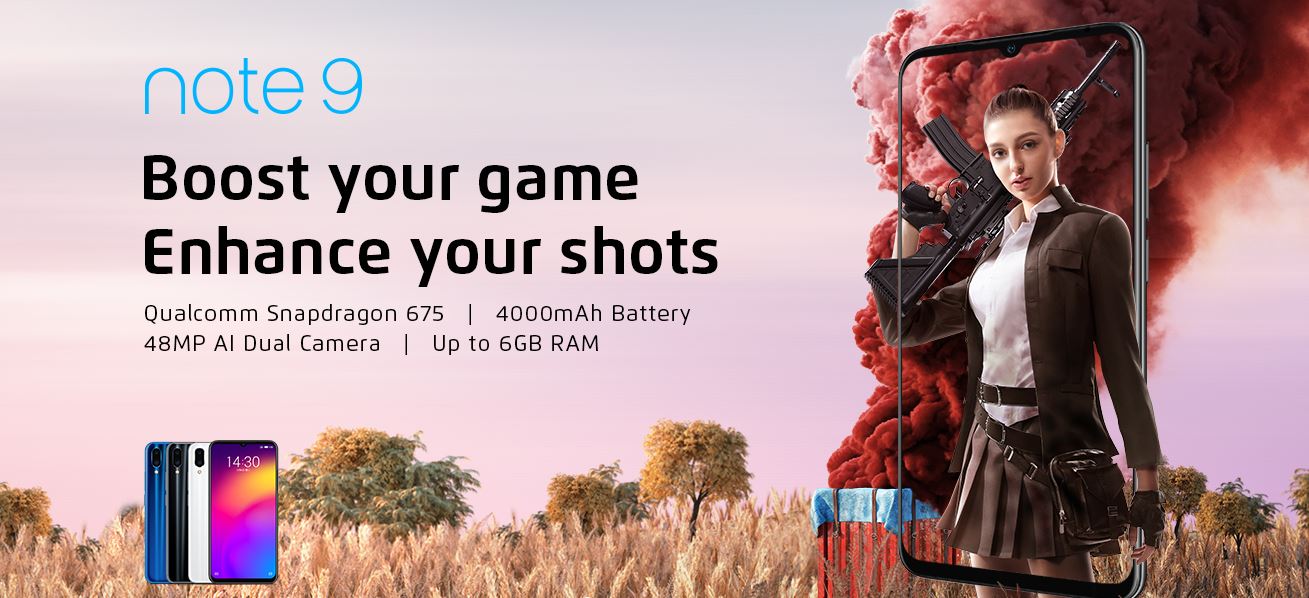 note 9
Boost your game
Enhance your shots
Qualcomm Snapdragon 675 | 4000mAh Battery
48MP AI Dual Camera | Up to 6GB RAM
14:30